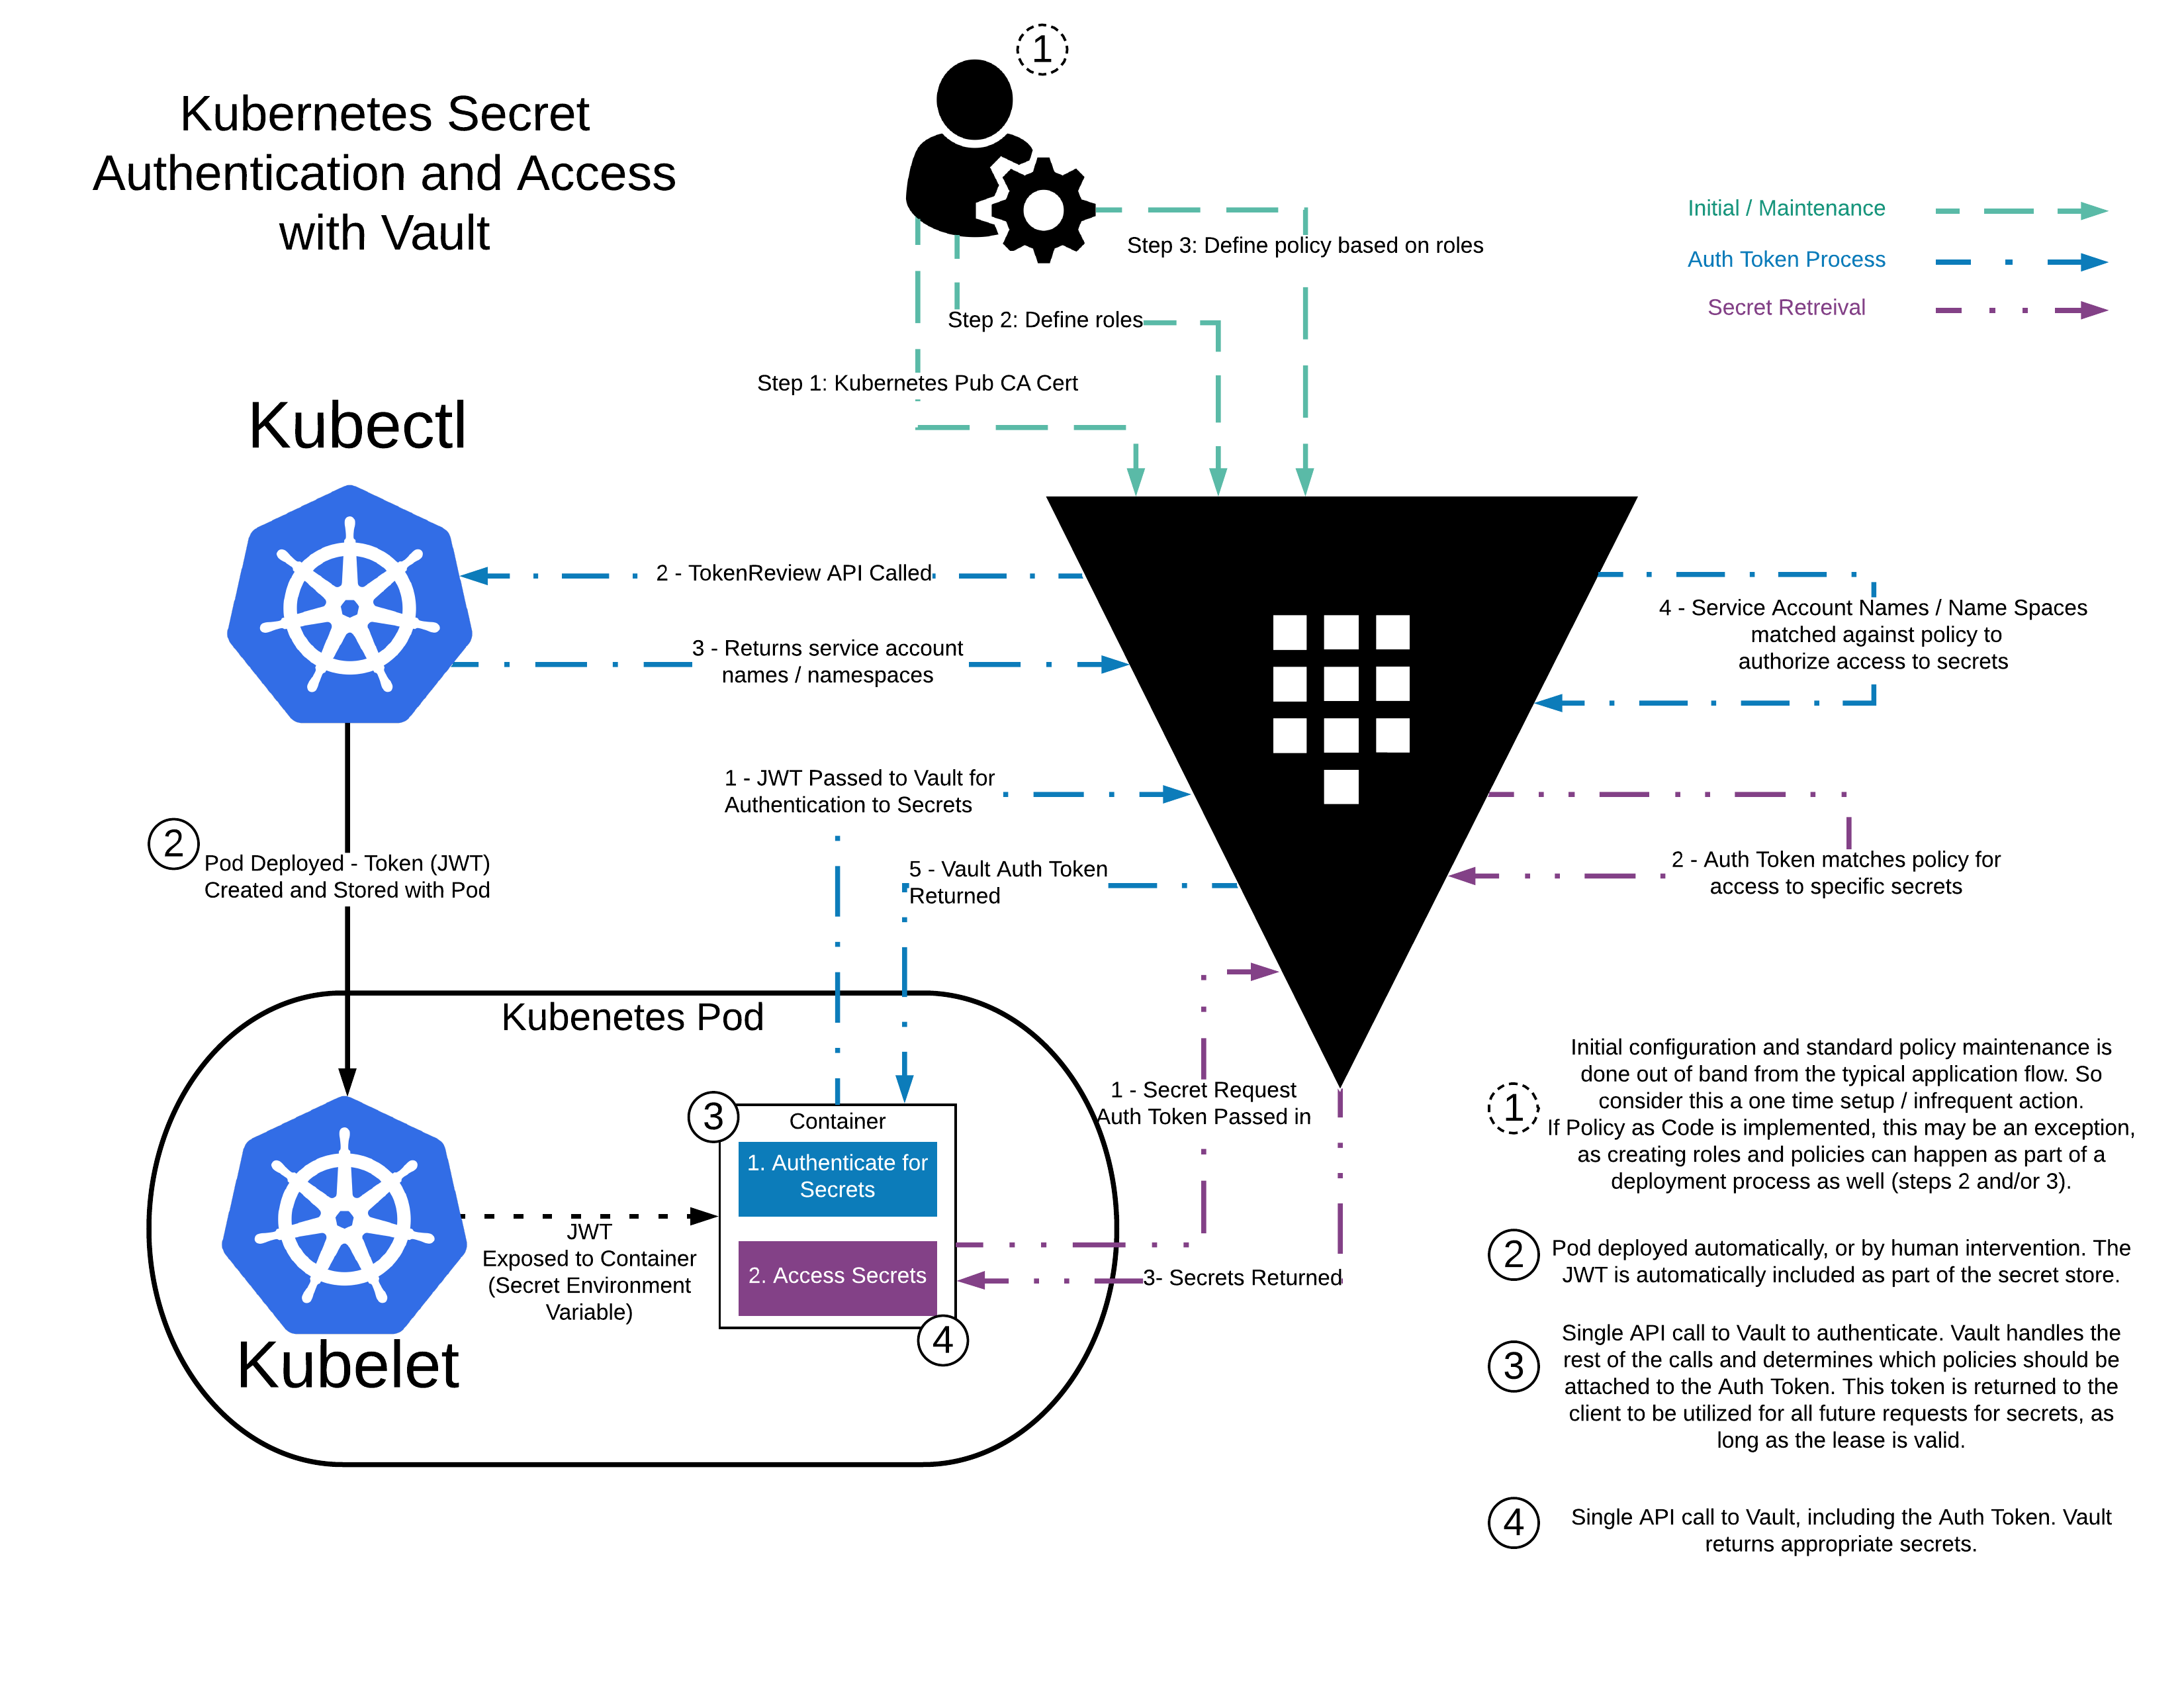 1
Kubernetes Secret
Authentication and Access
with Vault
Initial / Maintenance
Auth Token Process
Secret Retreival
Step 3: Define policy based on roles
Step 2: Define roles
Step 1: Kubernetes Pub CA Cert
Kubectl
2 - TokenReview API Called
3 - Returns service account
names / namespaces
4 - Service Account Names / Name Spaces
matched against policy to
authorize access to secrets
1 - JWT Passed to Vault for
Authentication to Secrets
2
Pod Deployed - Token (JWT)
Created and Stored with Pod
5 - Vault Auth Token
Returned
2 - Auth Token matches policy for
access to specific secrets
Kubenetes Pod
1 - Secret Request
Auth Token Passed in
3
Container
1. Authenticate for
Secrets
2. Access Secrets
4
JWT
Exposed to Container
(Secret Environment
Variable)
3- Secrets Returned
Kubelet
1
Initial configuration and standard policy maintenance is
done out of band from the typical application flow. So
consider this a one time setup / infrequent action.
If Policy as Code is implemented, this may be an exception,
as creating roles and policies can happen as part of a
deployment process as well (steps 2 and/or 3).
2
Pod deployed automatically, or by human intervention. The
JWT is automatically included as part of the secret store.
3
Single API call to Vault to authenticate. Vault handles the
rest of the calls and determines which policies should be
attached to the Auth Token. This token is returned to the
client to be utilized for all future requests for secrets, as
long as the lease is valid.
4
Single API call to Vault, including the Auth Token. Vault
returns appropriate secrets.